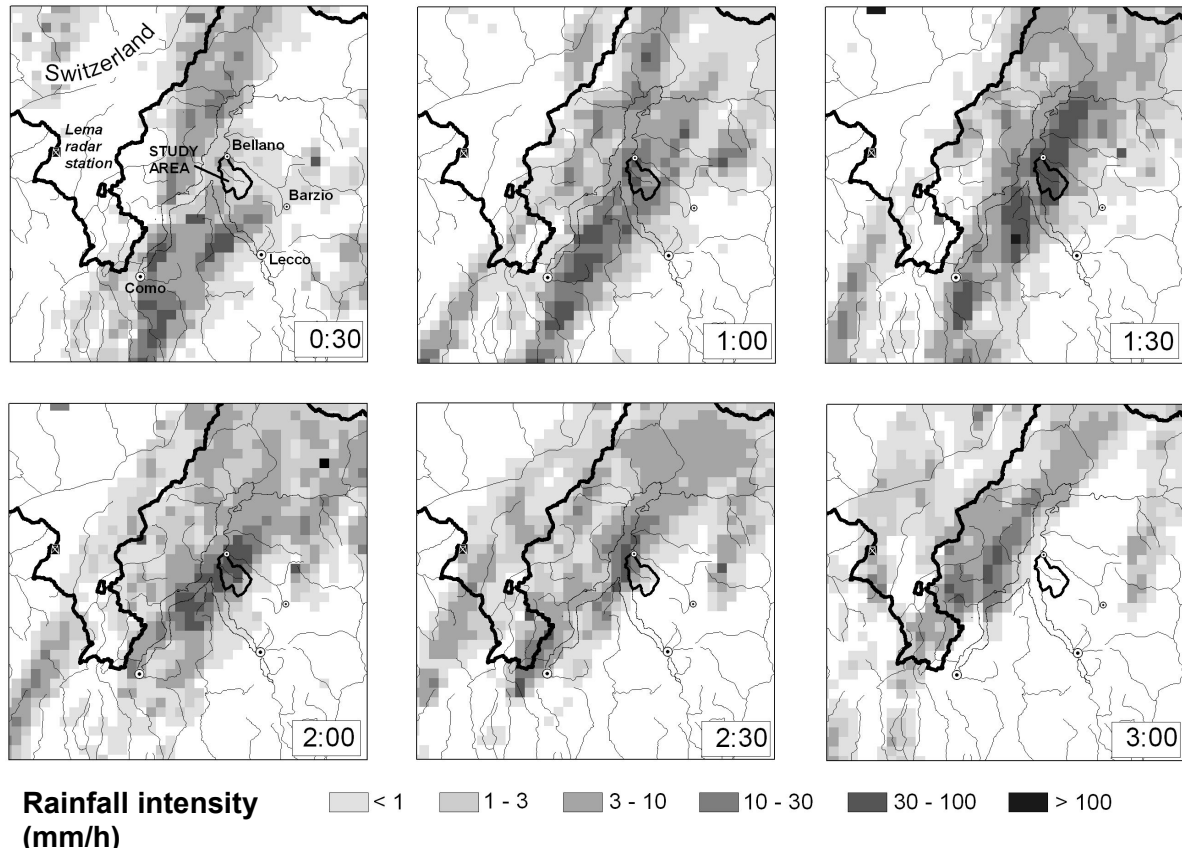 Switzerland
Lema
radar
station
STUDY
AREA
Bellano
Barzio
Lecco
Como
0:30
1:00
1:30
2:00
2:30
3:00
Rainfall intensity
(mm/h)
< 1
1 - 3
3 - 10
10 - 30
30 - 100
> 100